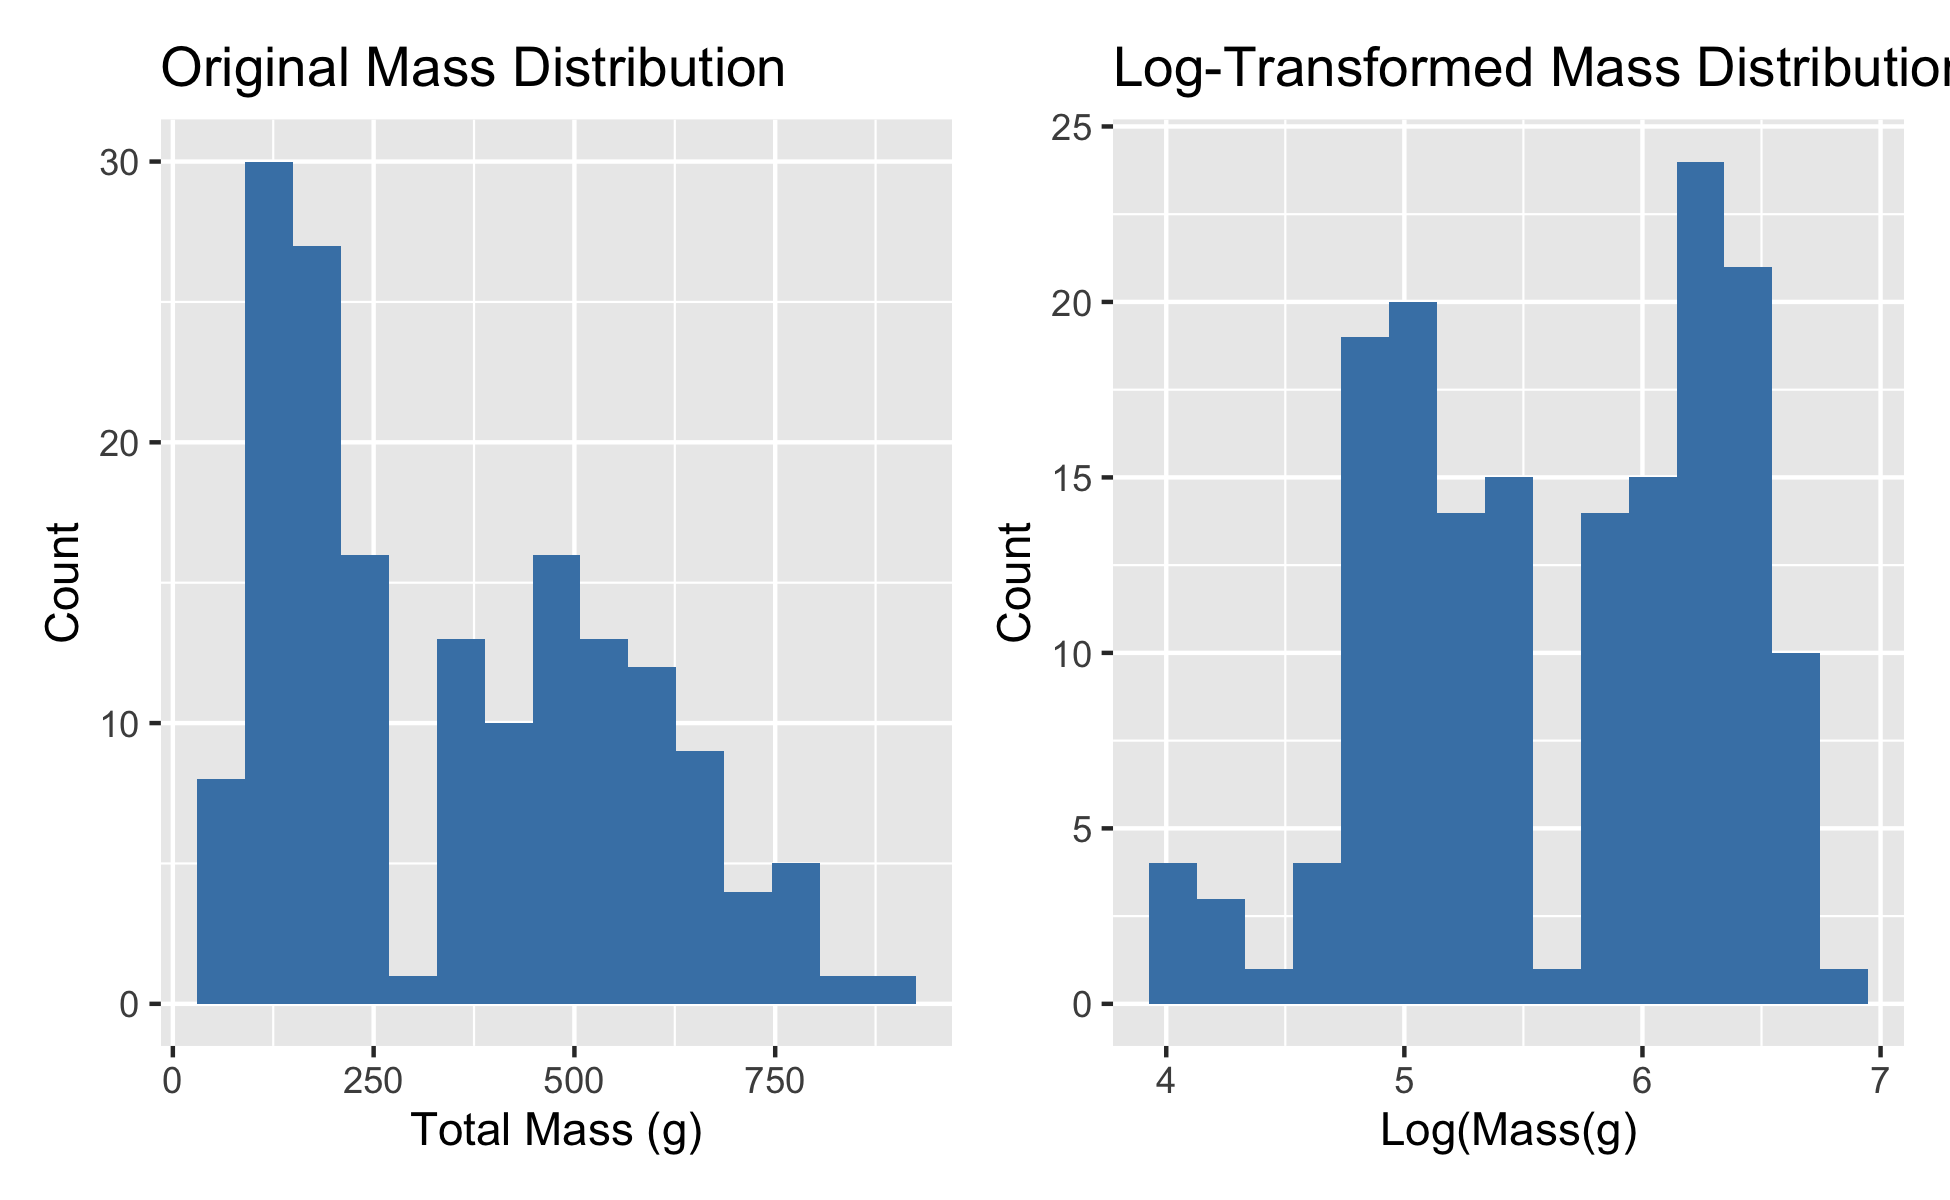 Original Mass Distribution
30
20
10
0
Count
0 250 500 750
Total Mass (g)
Log-Transformed Mass Distribution
25
20
15
10
5
0
Count
4 5 6 7
Log(Mass(g)